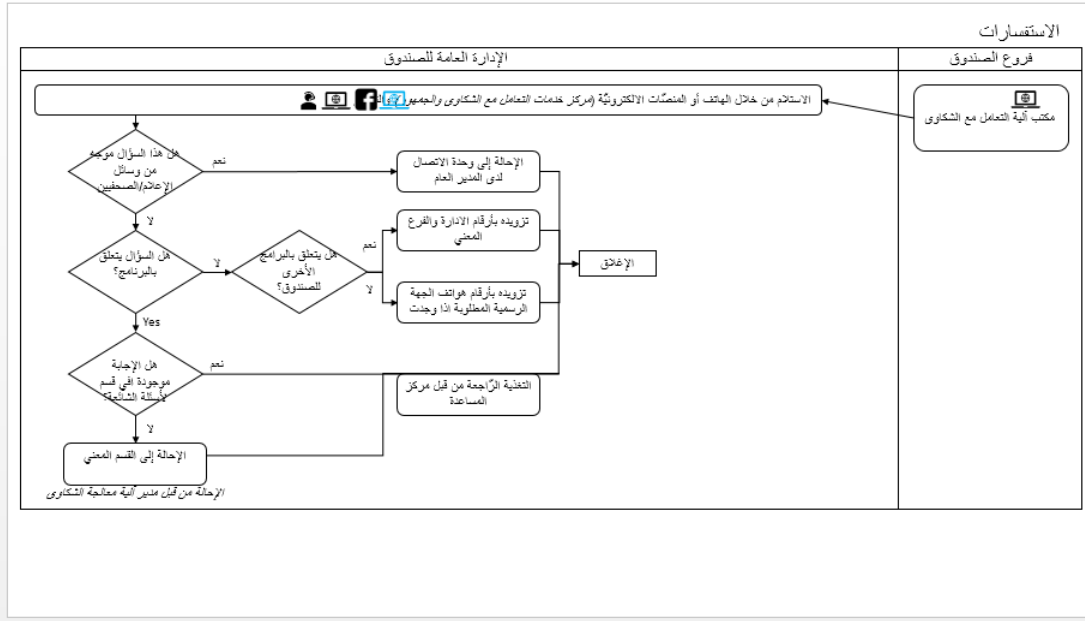 الاستفسارات
فروع الصندوق
الإدارة العامة للصندوق
مكتب ألية التعامل مع الشكاوى
الاستلام من خلال الهاتف أو المنصّات الالكترونيّة (مركز خدمات التعامل مع الشكاوى والجمهور
هل هذا السؤال موجه
من وسائل
الإعلام/الصحفيين
نعم
الإحالة إلى وحدة الاتصال
لدى المدير العام
لا
هل السؤال يتعلق
بالبرنامج؟
لا
هل يتعلق بالبرامج
الأخرى
للصندوق؟
نعم
تزويده بأرقام الادارة والفرع
المعني
لا
تزويده بأرقام هواتف الجهة
الرسمية المطلوبة اذا وجدت
الإغلاق
Yes
هل الإجابة
موجودة افي قسم
لأسئلة الشائعة؟
نعم
التغذية الرّاجعة من قبل مركز
المساعدة
لا
الإحالة إلى القسم المعني
الإحالة من قبل مدير آلية معالجة الشكاوى